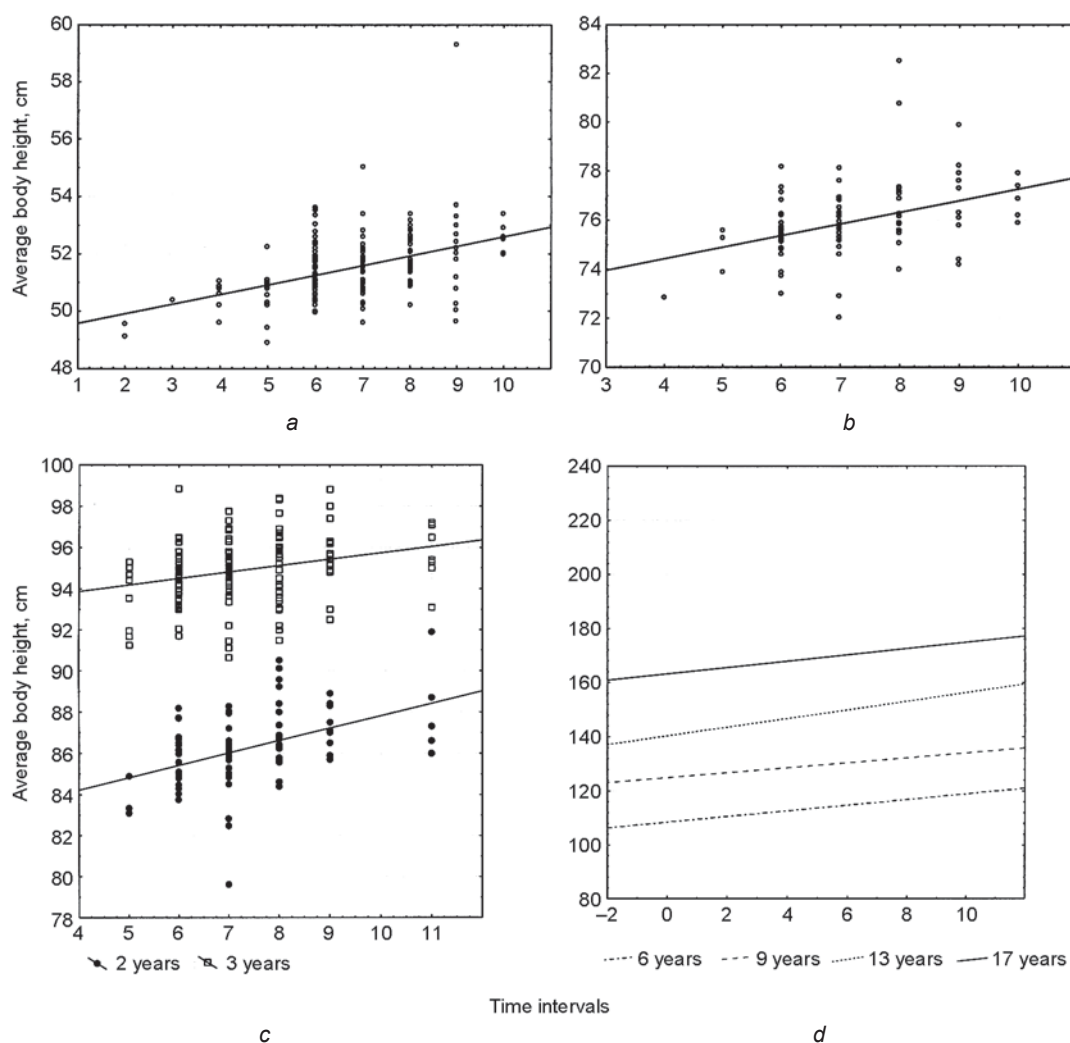 Average body height, cm
60
58
56
54
52
50
48
1 2 3 4 5 6 7 8 9 10
a
84
82
80
78
76
74
72
70
3 4 5 6 7 8 9 10
b
Average body height, cm
100
98
96
94
92
90
88
86
84
82
80
78
4 5 6 7 8 9 10 11
2 years 3 years
240
220
200
180
160
140
120
100
80
–2 0 2 4 6 8 10
6 years 9 years 13 years 17 years
Time intervals
c
d